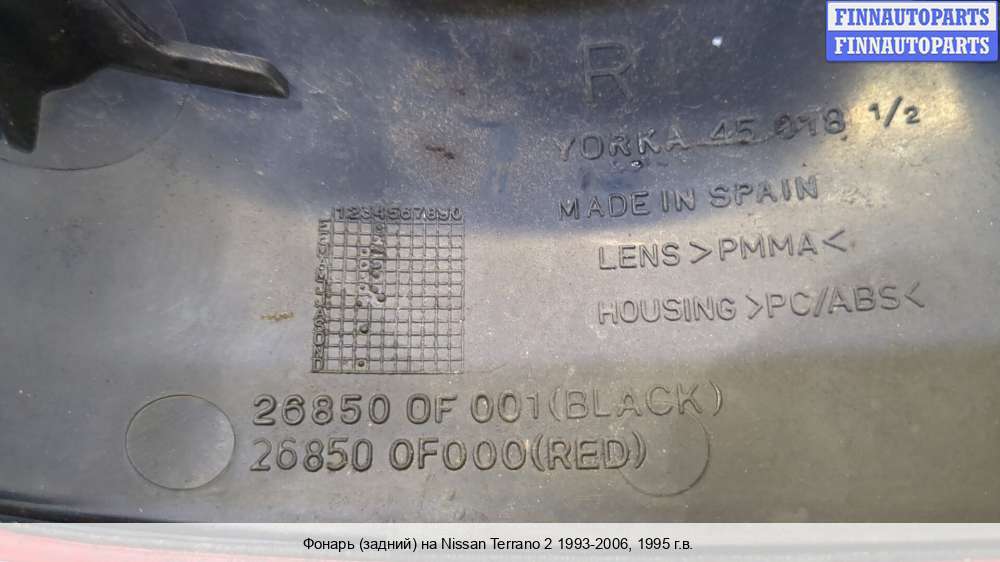 FINNAUTOPARTS
FINNAUTOPARTS
R
YORKA 45 018 1/2
MADE IN SPAIN
1234567890
LENS >PMMA<
HOUSING >PC/ABS<
26850 0F 001(BLACK)
26850 0F000(RED)
Фонарь (задний) на Nissan Terrano 2 1993-2006, 1995 г.в.